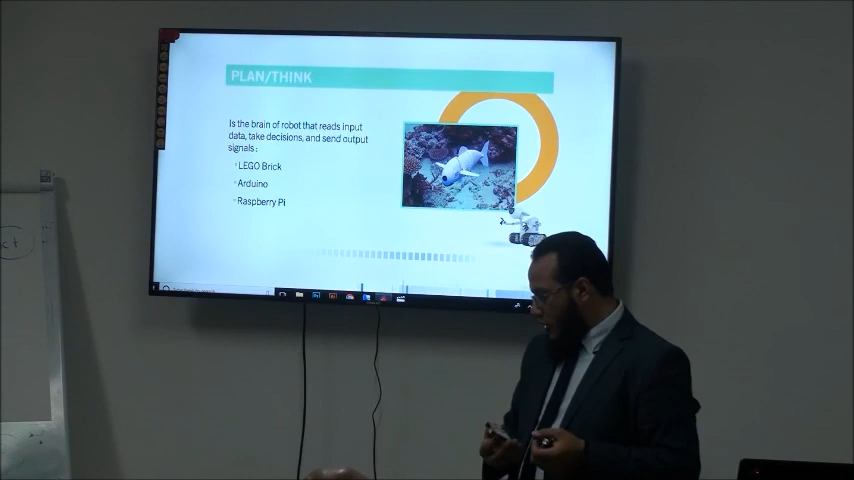 PLAN/THINK
Is the brain of robot that reads input
data, take decisions, and send output
signals :
LEGO Brick
Arduino
Raspberry Pi